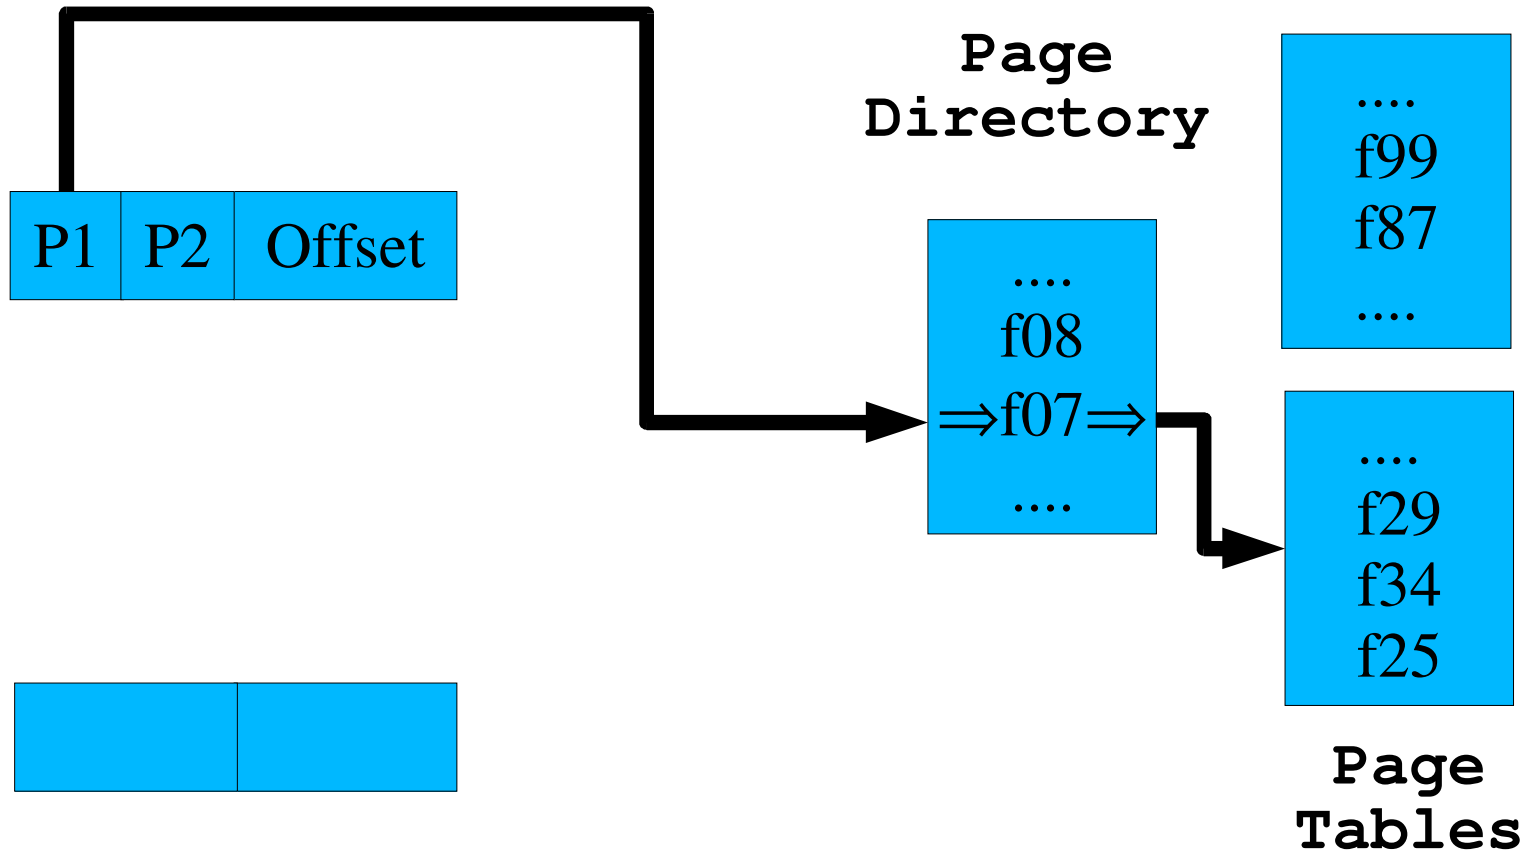 Page
Directory
....
f99
f87
....
P1 P2 Offset
....
f08
⇒f07⇒
....
....
f29
f34
f25
Page
Tables